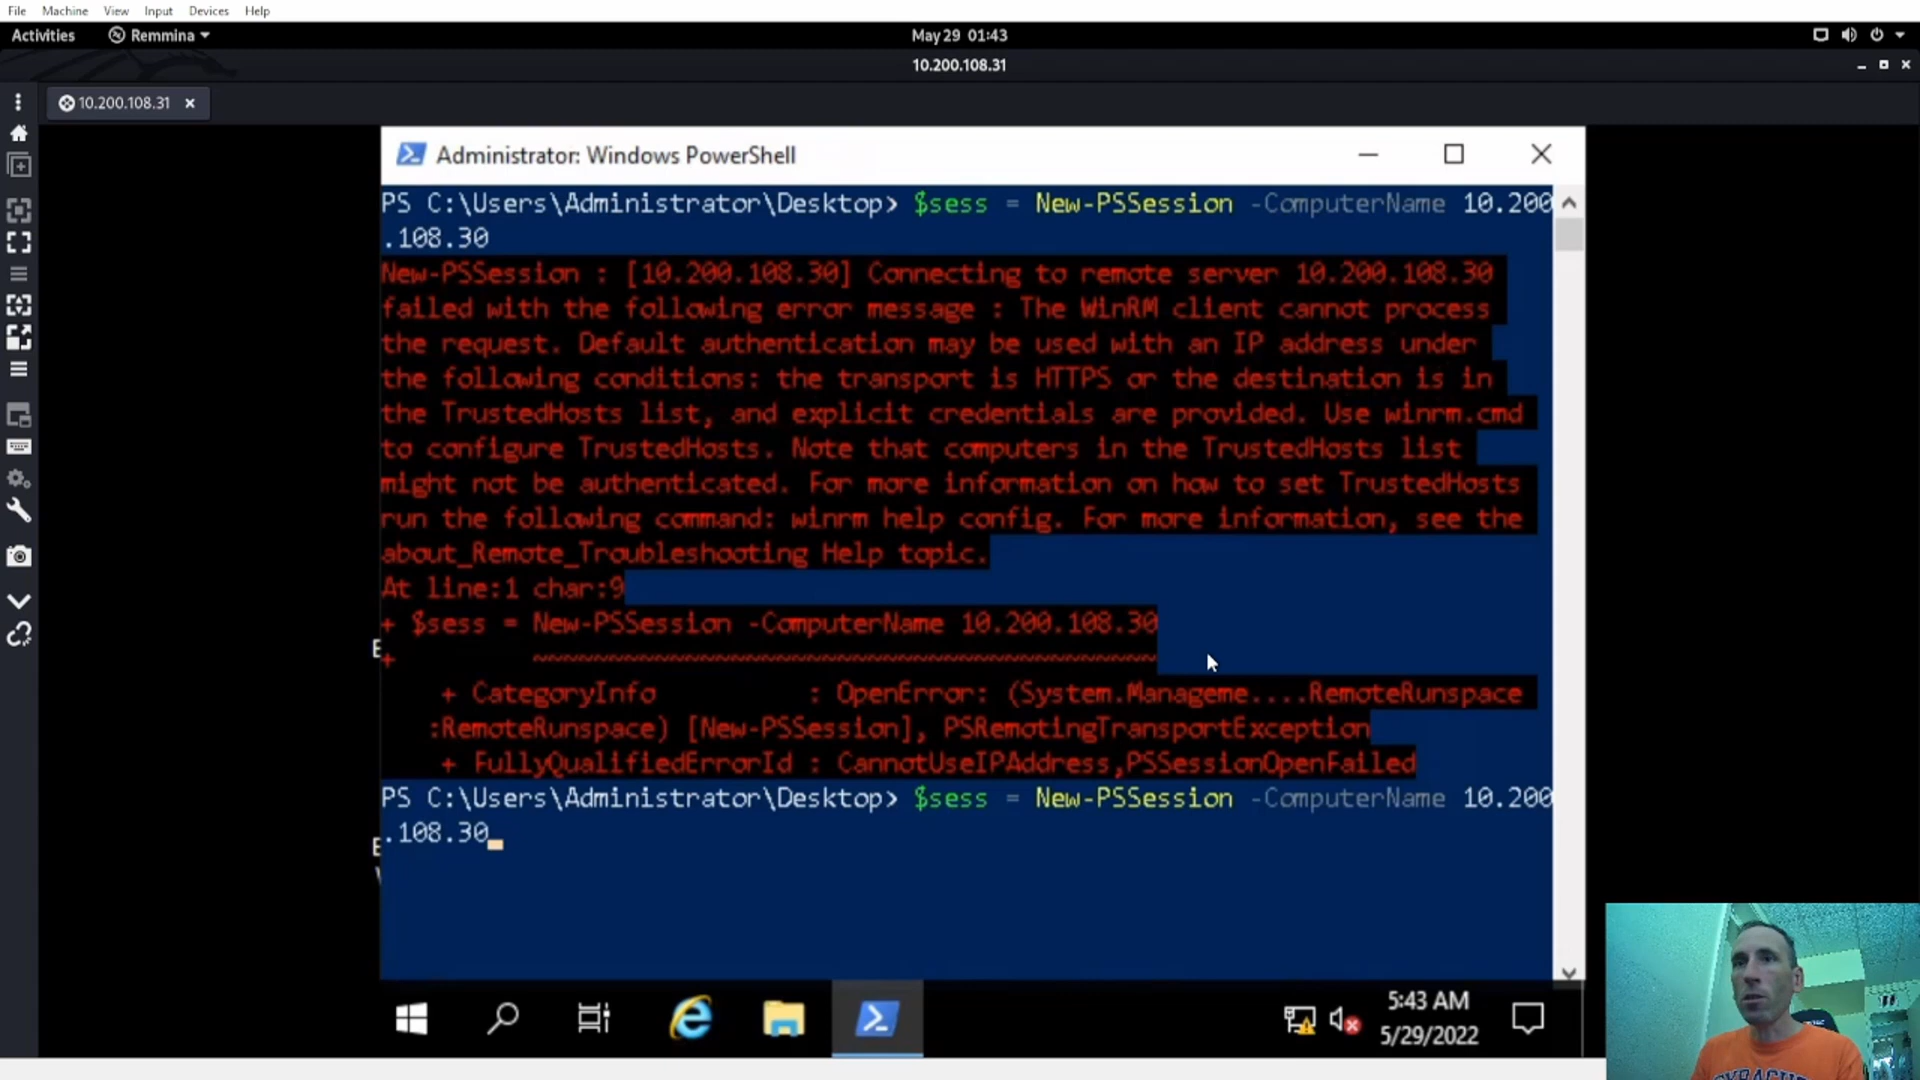 File Machine View Input Devices Help
Activities Remmina May 29 01:43
10.200.108.31
10.200.108.31
Administrator: Windows PowerShell
PS C:\Users\Administrator\Desktop> $sess = New-PSSession -ComputerName 10.200
.108.30
New-PSSession : [10.200.108.30] Connecting to remote server 10.200.108.30
failed with the following error message : The WinRM client cannot process
the request. Default authentication may be used with an IP address under
the following conditions: the transport is HTTPS or the destination is in
the TrustedHosts list, and explicit credentials are provided. Use winrm.cmd
to configure TrustedHosts. Note that computers in the TrustedHosts list
might not be authenticated. For more information on how to set TrustedHosts
run the following command: winrm help config. For more information, see the
about_Remote_Troubleshooting Help topic.
At line:1 char:9
+ $sess = New-PSSession -ComputerName 10.200.108.30
+ ~~~~~~~~~~~~~~~~~~~~~~~~~~~~~~~~~~~~~~~~~
+ CategoryInfo : OpenError: (System.Manageme....RemoteRunspace
:RemoteRunspace) [New-PSSession], PSRemotingTransportException
+ FullyQualifiedErrorId : CannotUseIPAddress,PSSessionOpenFailed
PS C:\Users\Administrator\Desktop> $sess = New-PSSession -ComputerName 10.200
.108.30
5:43 AM
5/29/2022